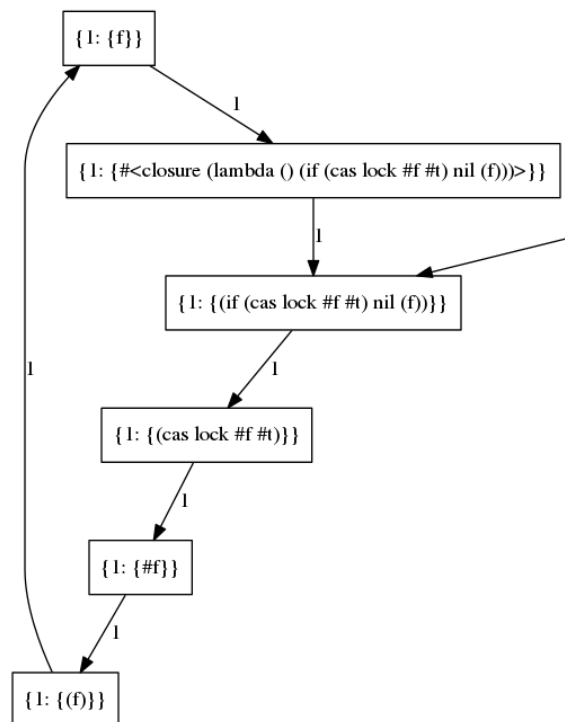 {1: {f}}
1
{1: {#<closure (lambda () (if (cas lock #f #t) nil (f)))>}}
1
{1: {(if (cas lock #f #t) nil (f))}}
1
1
{1: {(cas lock #f #t)}}
1
{1: {#f}}
1
{1: {(f)}}